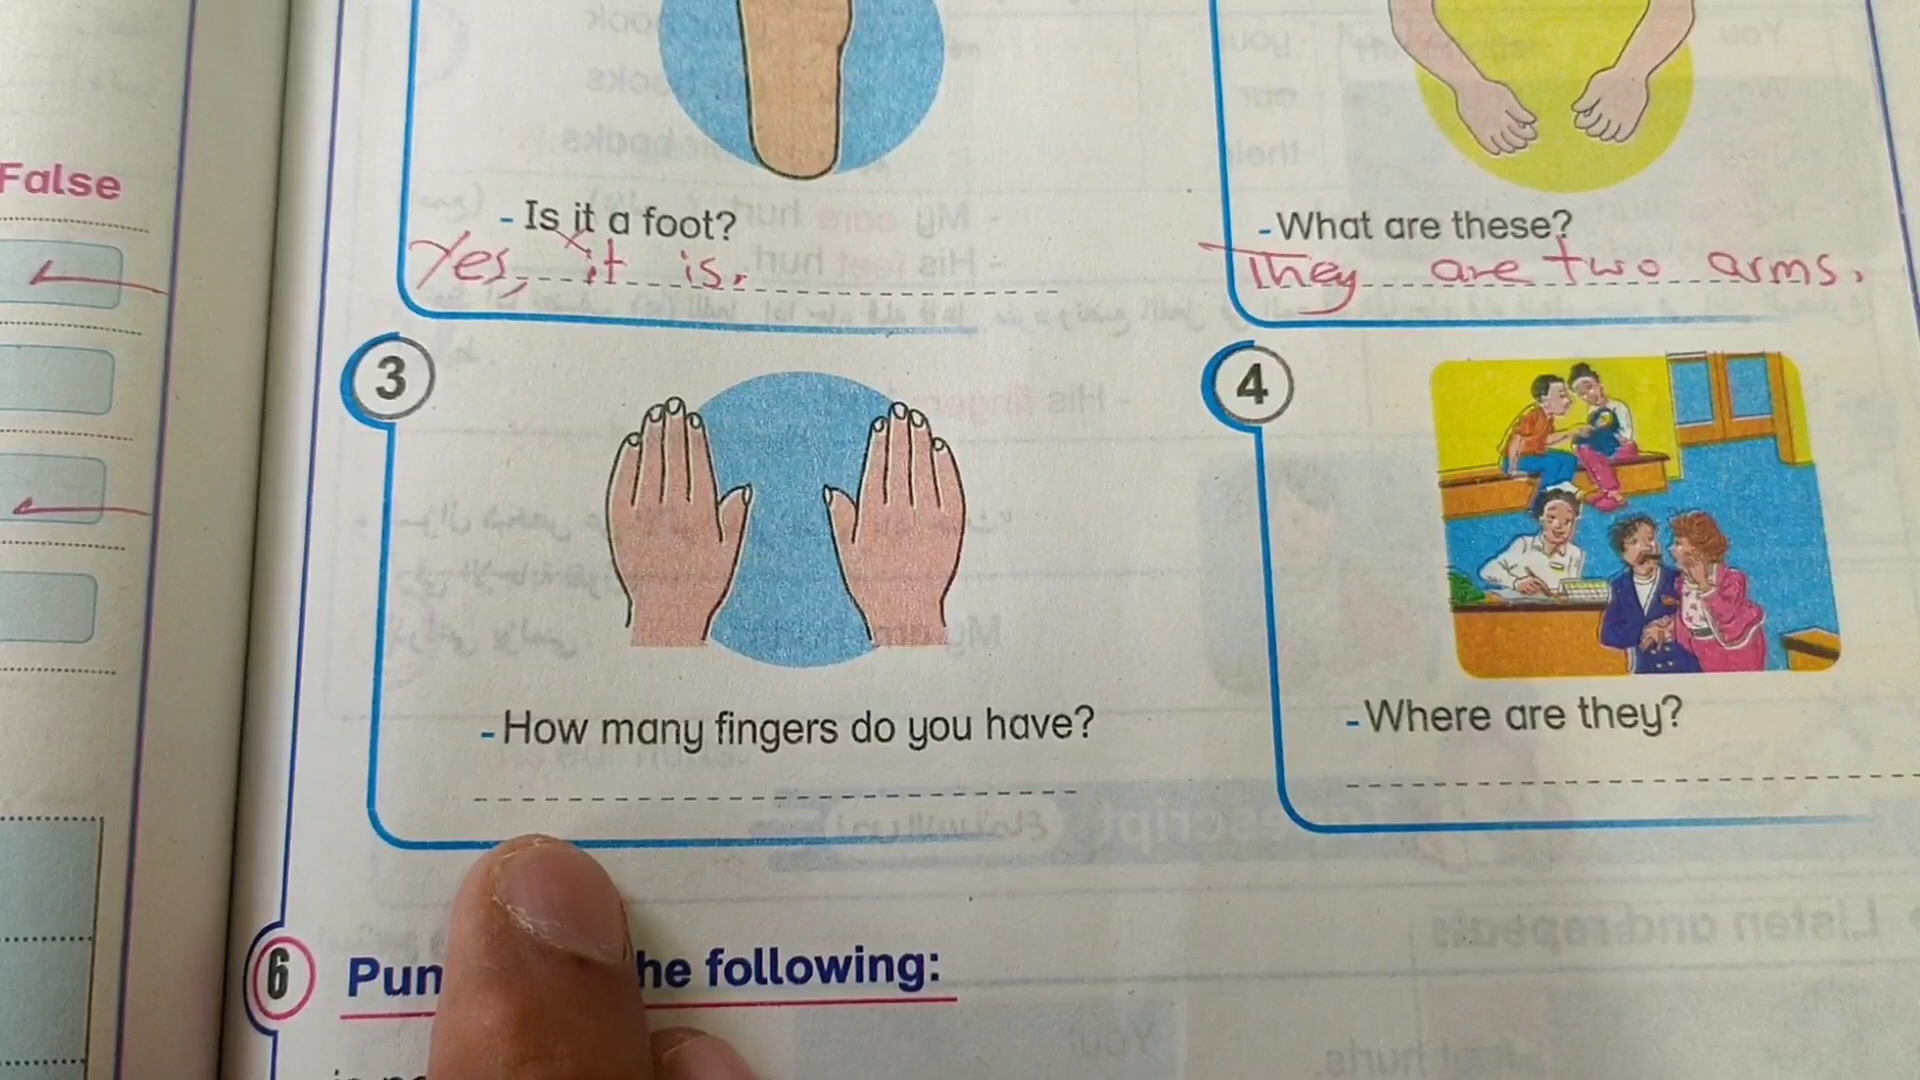 False
- Is it a foot?
Yes, it is.
- What are these?
They are two arms.
3
- How many fingers do you have?
4
- Where are they?
6
he following: